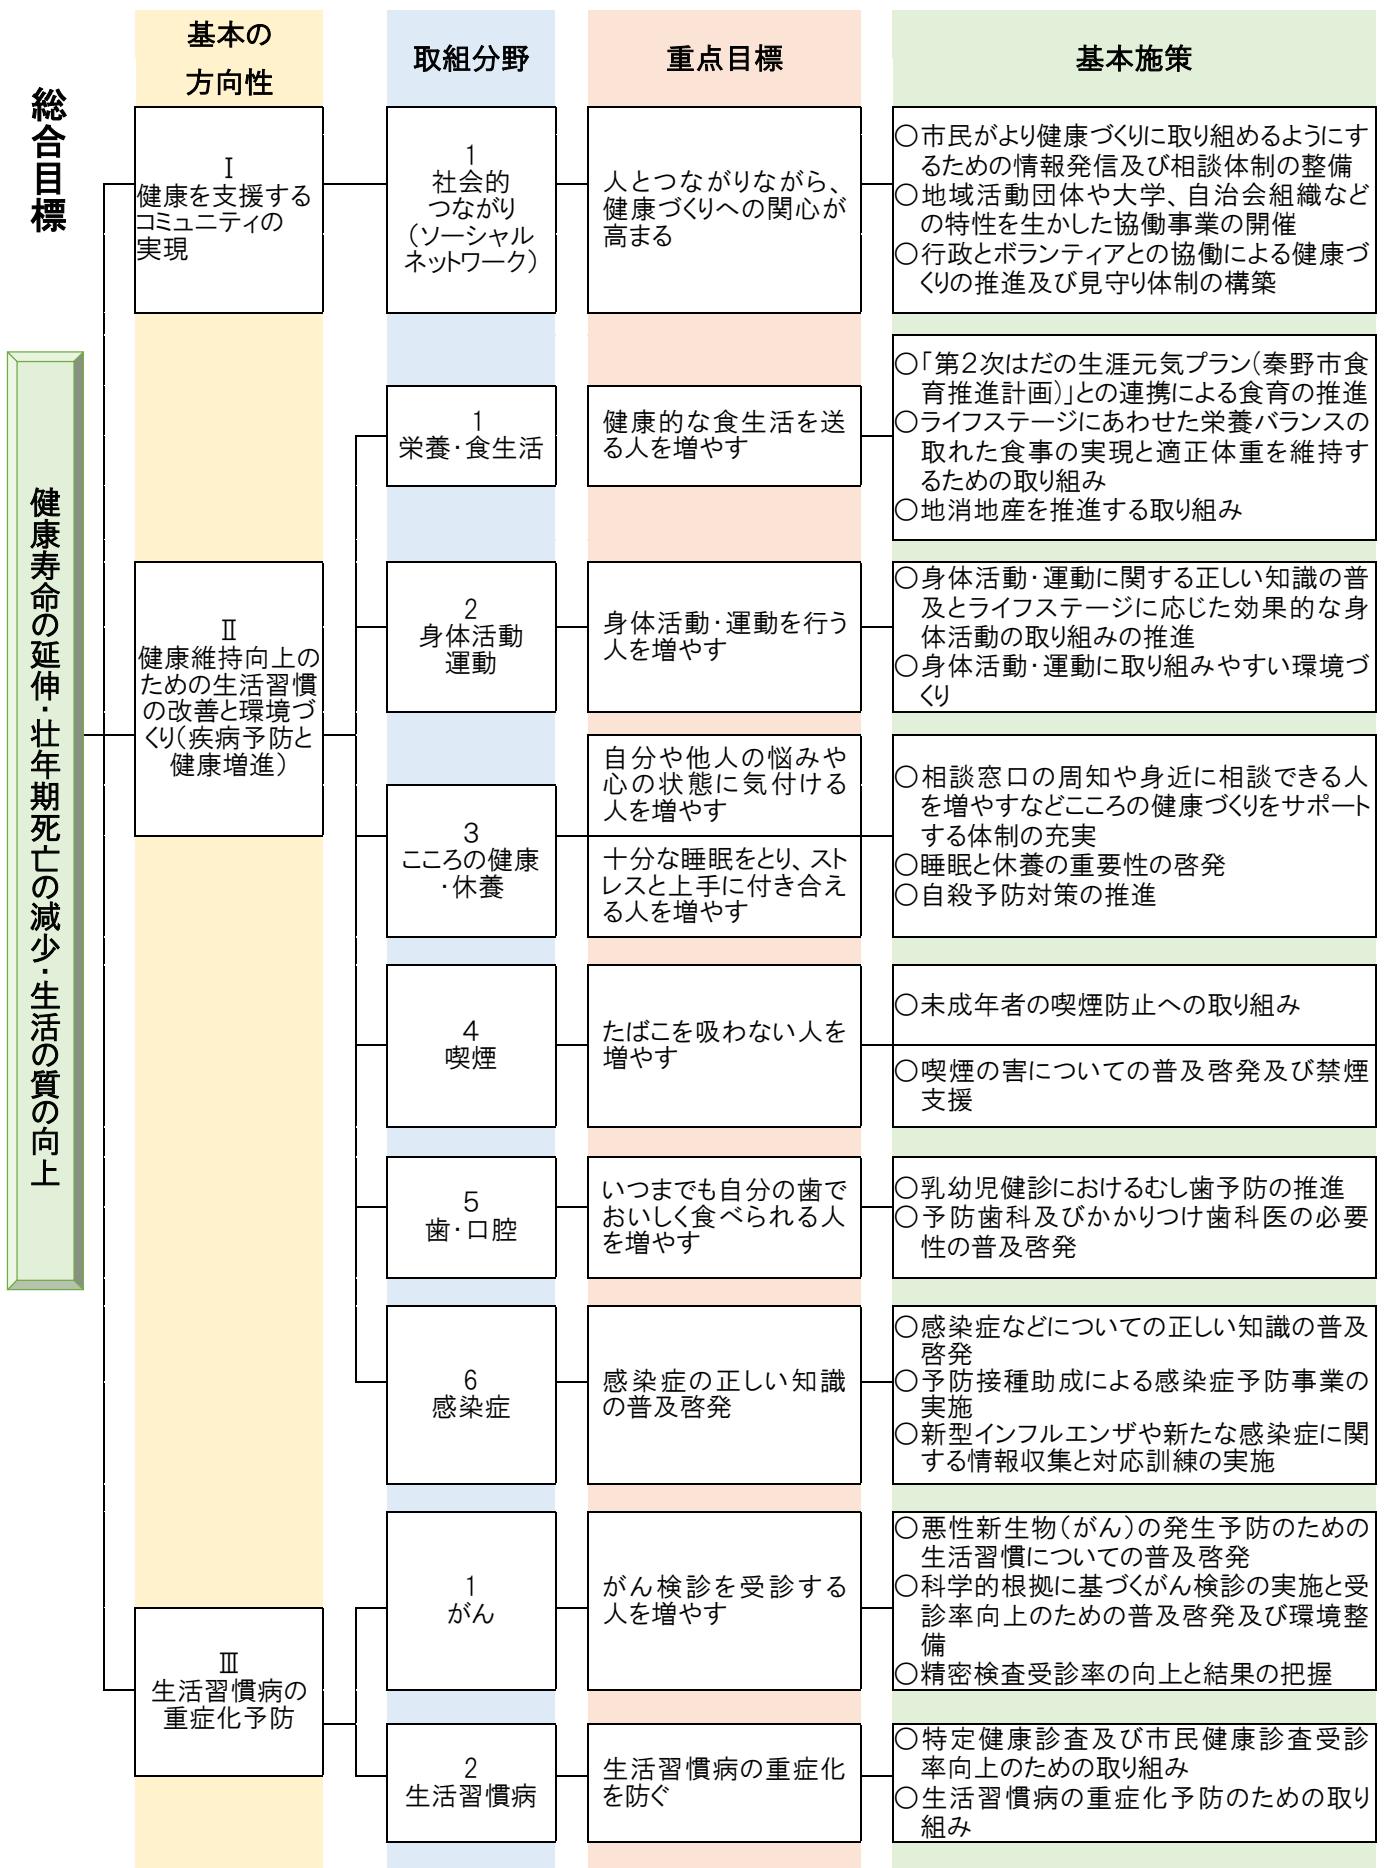 総合目標
健康寿命の延伸・壮年期死亡の減少・生活の質の向上
基本の
方向性
取組分野
重点目標
基本施策
Ⅰ
健康を支援する
コミュニティの
実現
1
社会的
つながり
（ソーシャル
ネットワーク）
人とつながりながら、
健康づくりへの関心が
高まる
○市民がより健康づくりに取り組めるようにす
るための情報発信及び相談体制の整備
○地域活動団体や大学、自治会組織など
の特性を生かした協働事業の開催
○行政とボランティアとの協働による健康づ
くりの推進及び見守り体制の構築
Ⅱ
健康維持向上の
ための生活習慣
の改善と環境づ
くり（疾病予防と
健康増進）
1
栄養・食生活
健康的な食生活を送
る人を増やす
○「第2次はだの生涯元気プラン（秦野市食
育推進計画）」との連携による食育の推進
○ライフステージにあわせた栄養バランスの
取れた食事の実現と適正体重を維持す
るための取り組み
○地消地産を推進する取り組み
2
身体活動
運動
身体活動・運動を行う
人を増やす
○身体活動・運動に関する正しい知識の普
及とライフステージに応じた効果的な身
体活動の取り組みの推進
○身体活動・運動に取り組みやすい環境づ
くり
3
こころの健康
・休養
自分や他人の悩みや
心の状態に気付ける
人を増やす
十分な睡眠をとり、スト
レスと上手に付き合え
る人を増やす
○相談窓口の周知や身近に相談できる人
を増やすなどこころの健康づくりをサポート
する体制の充実
○睡眠と休養の重要性の啓発
○自殺予防対策の推進
4
喫煙
たばこを吸わない人を
増やす
○未成年者の喫煙防止への取り組み
○喫煙の害についての普及啓発及び禁煙
支援
5
歯・口腔
いつまでも自分の歯で
おいしく食べられる人
を増やす
○乳幼児健診におけるむし歯予防の推進
○予防歯科及びかかりつけ歯科医の必要
性の普及啓発
6
感染症
感染症の正しい知識
の普及啓発
○感染症などについての正しい知識の普及
啓発
○予防接種助成による感染症予防事業の
実施
○新型インフルエンザや新たな感染症に関
する情報収集と対応訓練の実施
Ⅲ
生活習慣病の
重症化予防
1
がん
がん検診を受診する
人を増やす
○悪性新生物（がん）の発生予防のための
生活習慣についての普及啓発
○科学的根拠に基づくがん検診の実施と受
診率向上のための普及啓発及び環境整
備
○精密検査受診率の向上と結果の把握
2
生活習慣病
生活習慣病の重症化
を防ぐ
○特定健康診査及び市民健康診査受診
率向上のための取り組み
○生活習慣病の重症化予防のための取り
組み